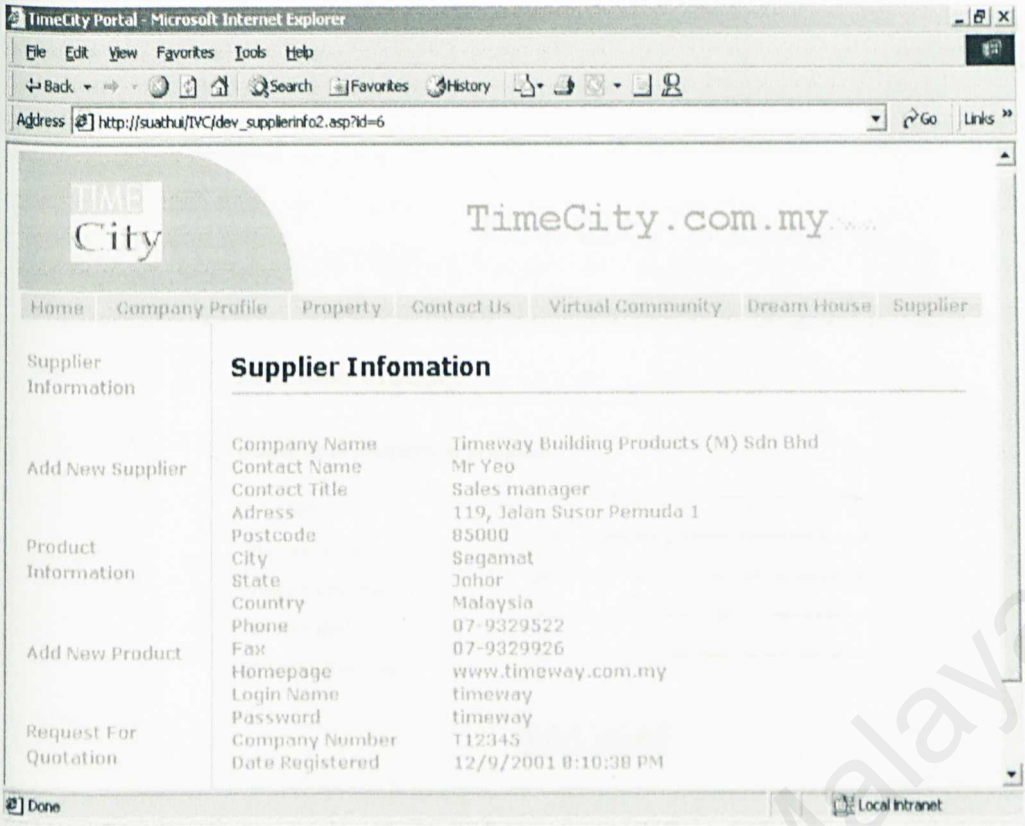 TimeCity Portal - Microsoft Internet Explorer
File Edit View Favorites Tools Help
Back Search Favorites History
Address http://suathui/IVC/dev_supplierinfo2.asp?id=6 Go Links »
TIME
City
TimeCity.com.my
Home Company Profile Property Contact Us Virtual Community Dream House Supplier
Supplier
Information
Add New Supplier
Product
Information
Add New Product
Request For
Quotation
Supplier Infomation
Company Name Timeway Building Products (M) Sdn Bhd
Contact Name Mr Yeo
Contact Title Sales manager
Adress 119, Jalan Susor Pemuda 1
Postcode 85000
City Segamat
State Johor
Country Malaysia
Phone 07-9329522
Fax 07-9329926
Homepage www.timeway.com.my
Login Name timeway
Password timeway
Company Number T12345
Date Registered 12/9/2001 8:10:38 PM
Done Local intranet
Malaya